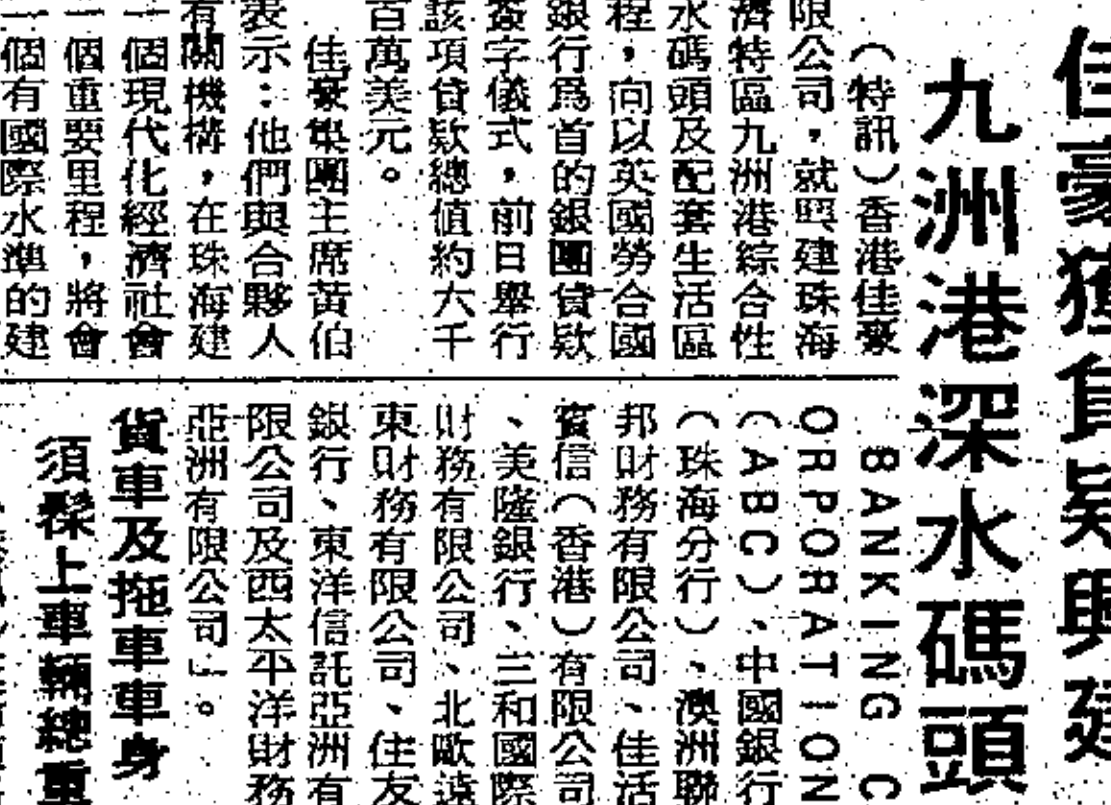 佳豪獲貸款興建
九洲港深水碼頭
（特訊）香港佳豪
限公司，就興建珠海
濟特區九洲港綜合性
水碼頭及配套生活區
程，向以英國勞合國
銀行為首的銀團貸款
簽字儀式，前日舉行
該項貸款總值約六千
百萬美元。
佳豪集團主席黃伯
表示：他們與合夥人
有關機構，在珠海建
一個現代化經濟社會
一個重要里程，將會
一個有國際水準的建
BANKING C
ORPORATION
（ABC）、中國銀行
（珠海分行）、澳洲聯
邦財務有限公司、佳活
賓信（香港）有限公司
、美隆銀行、三和國際
財務有限公司、北歐遠
東財務有限公司、住友
銀行、東洋信託亞洲有
限公司及西太平洋財務
亞洲有限公司」。
貨車及拖車車身
須髹上車輛總重